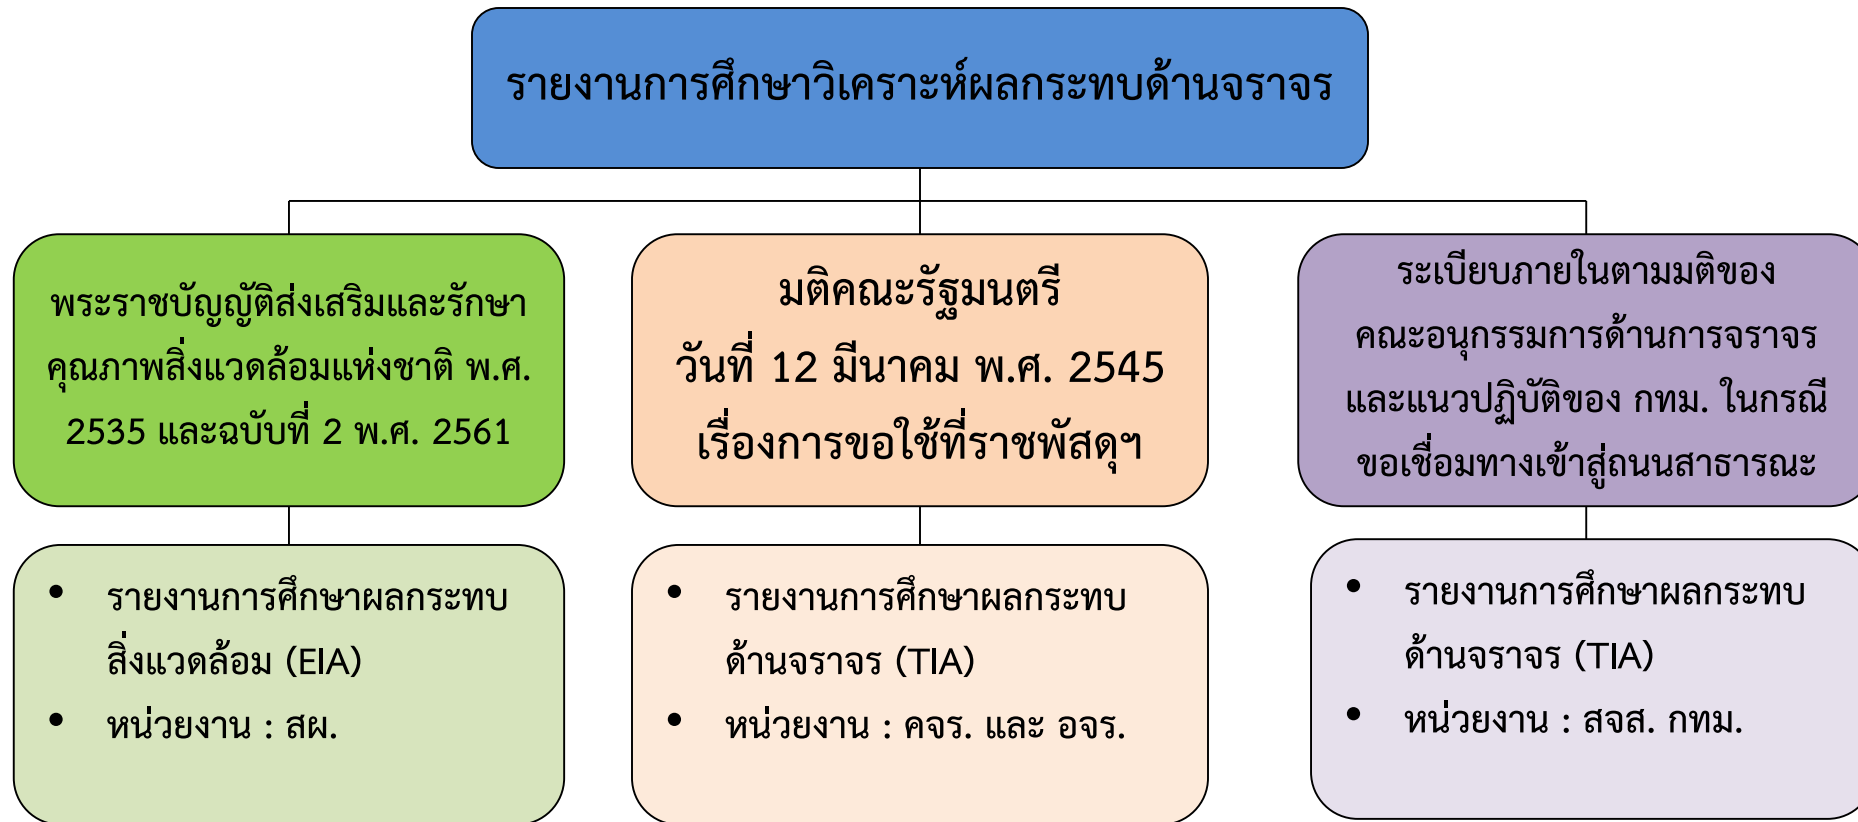 รายงานการศึกษาวิเคราะห์ผลกระทบด้านจราจร
พระราชบัญญัติส่งเสริมและรักษา
คุณภาพสิ่งแวดล้อมแห่งชาติ พ.ศ.
2535 และฉบับที่ 2 พ.ศ. 2561
มติคณะรัฐมนตรี
วันที่ 12 มีนาคม พ.ศ. 2545
เรื่องการขอใช้ที่ราชพัสดุฯ
ระเบียบภายในตามมติของ
คณะอนุกรรมการด้านการจราจร
และแนวปฏิบัติของ กทม. ในกรณี
ขอเชื่อมทางเข้าสู่ถนนสาธารณะ
• รายงานการศึกษาผลกระทบ
สิ่งแวดล้อม (EIA)
• หน่วยงาน : สผ.
• รายงานการศึกษาผลกระทบ
ด้านจราจร (TIA)
• หน่วยงาน : คจร. และ อจร.
• รายงานการศึกษาผลกระทบ
ด้านจราจร (TIA)
• หน่วยงาน : สจส. กทม.